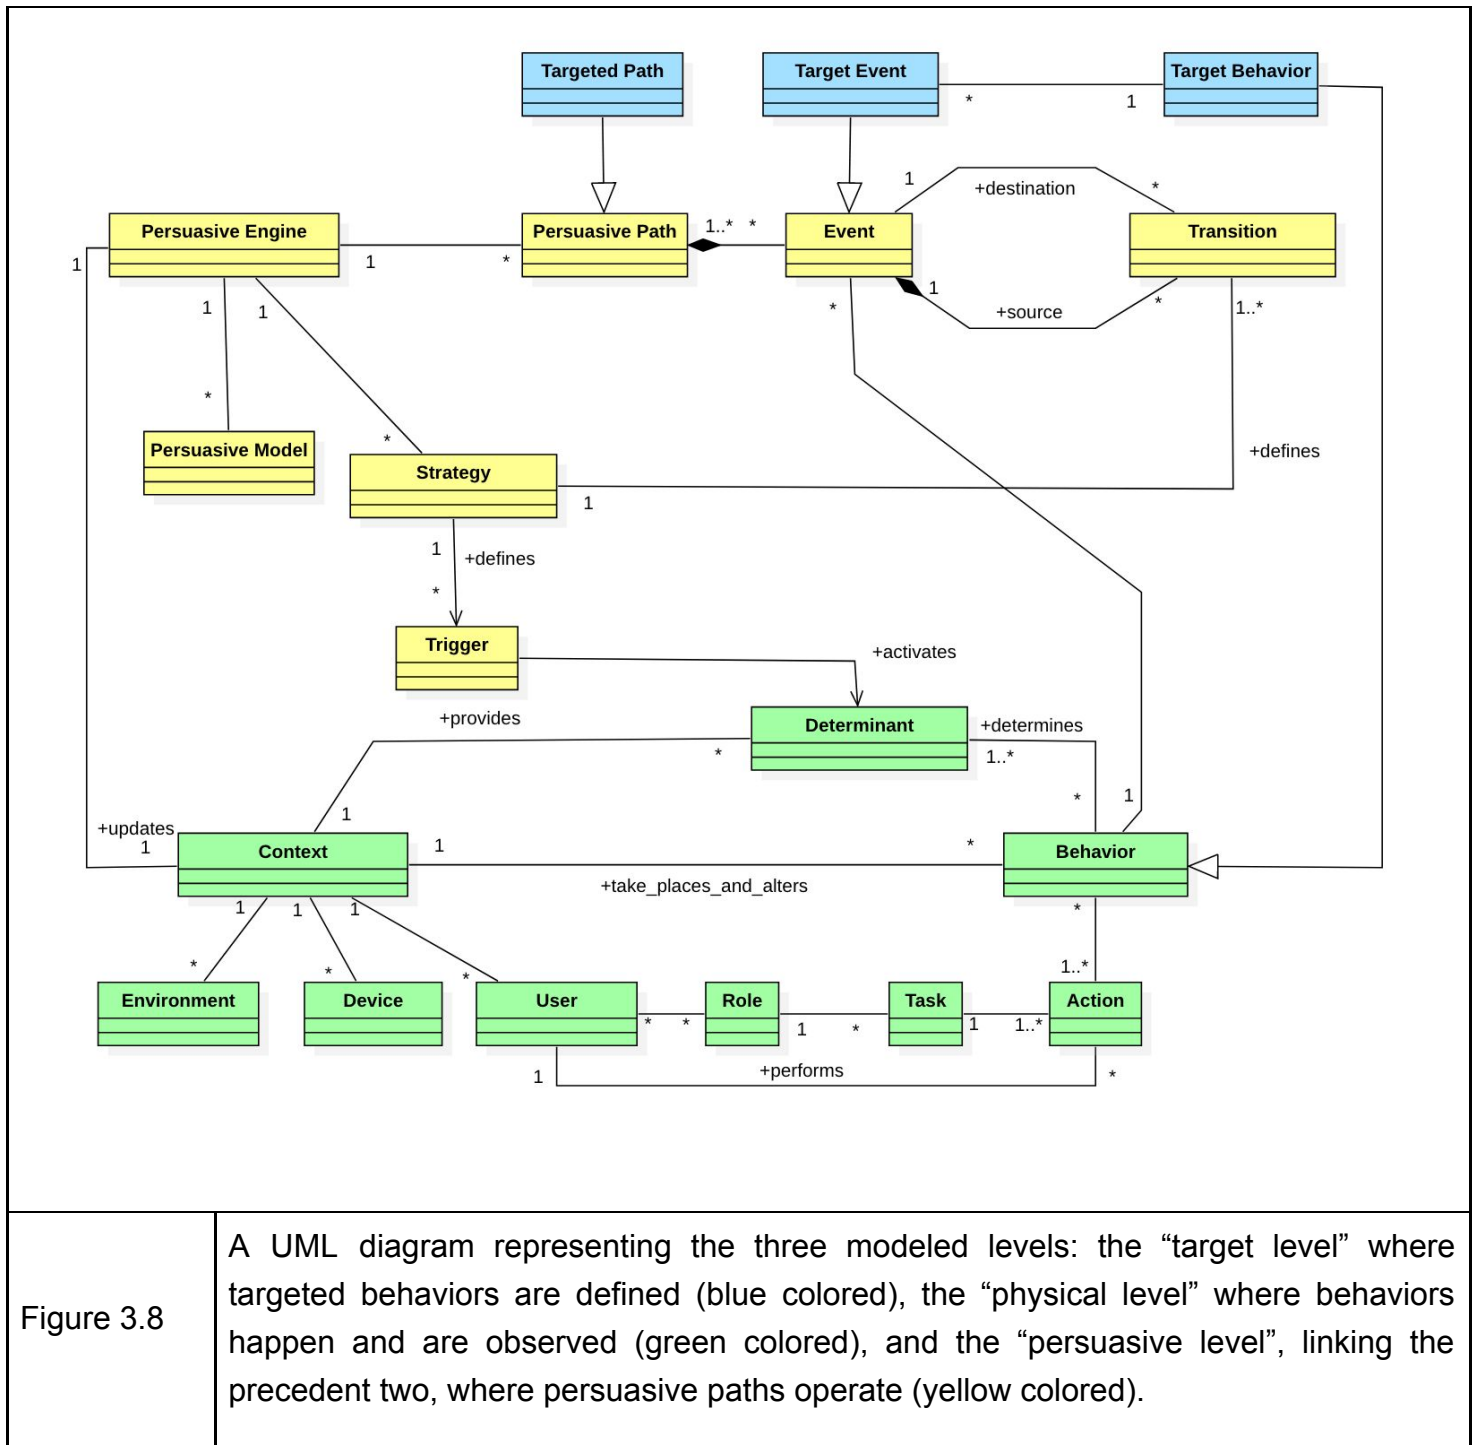 Targeted Path
Target Event
Target Behavior
*
1
1
+destination
*
Persuasive Engine
Persuasive Path
1..*
*
Event
Transition
1
1
*
1
+source
*
1..*
1
1
*
*
*
+defines
Persuasive Model
Strategy
1
1
+defines
*
Trigger
+activates
+provides
Determinant
+determines
*
1..*
*
1
1
+updates
1
Context
1
*
Behavior
+take_places_and_alters
1
1
1
*
*
*
*
1..*
Environment
Device
User
Role
Task
Action
*
*
1
*
1
1..*
1
+performs
*
Figure 3.8
A UML diagram representing the three modeled levels: the “target level” where
targeted behaviors are defined (blue colored), the “physical level” where behaviors
happen and are observed (green colored), and the “persuasive level”, linking the
precedent two, where persuasive paths operate (yellow colored).